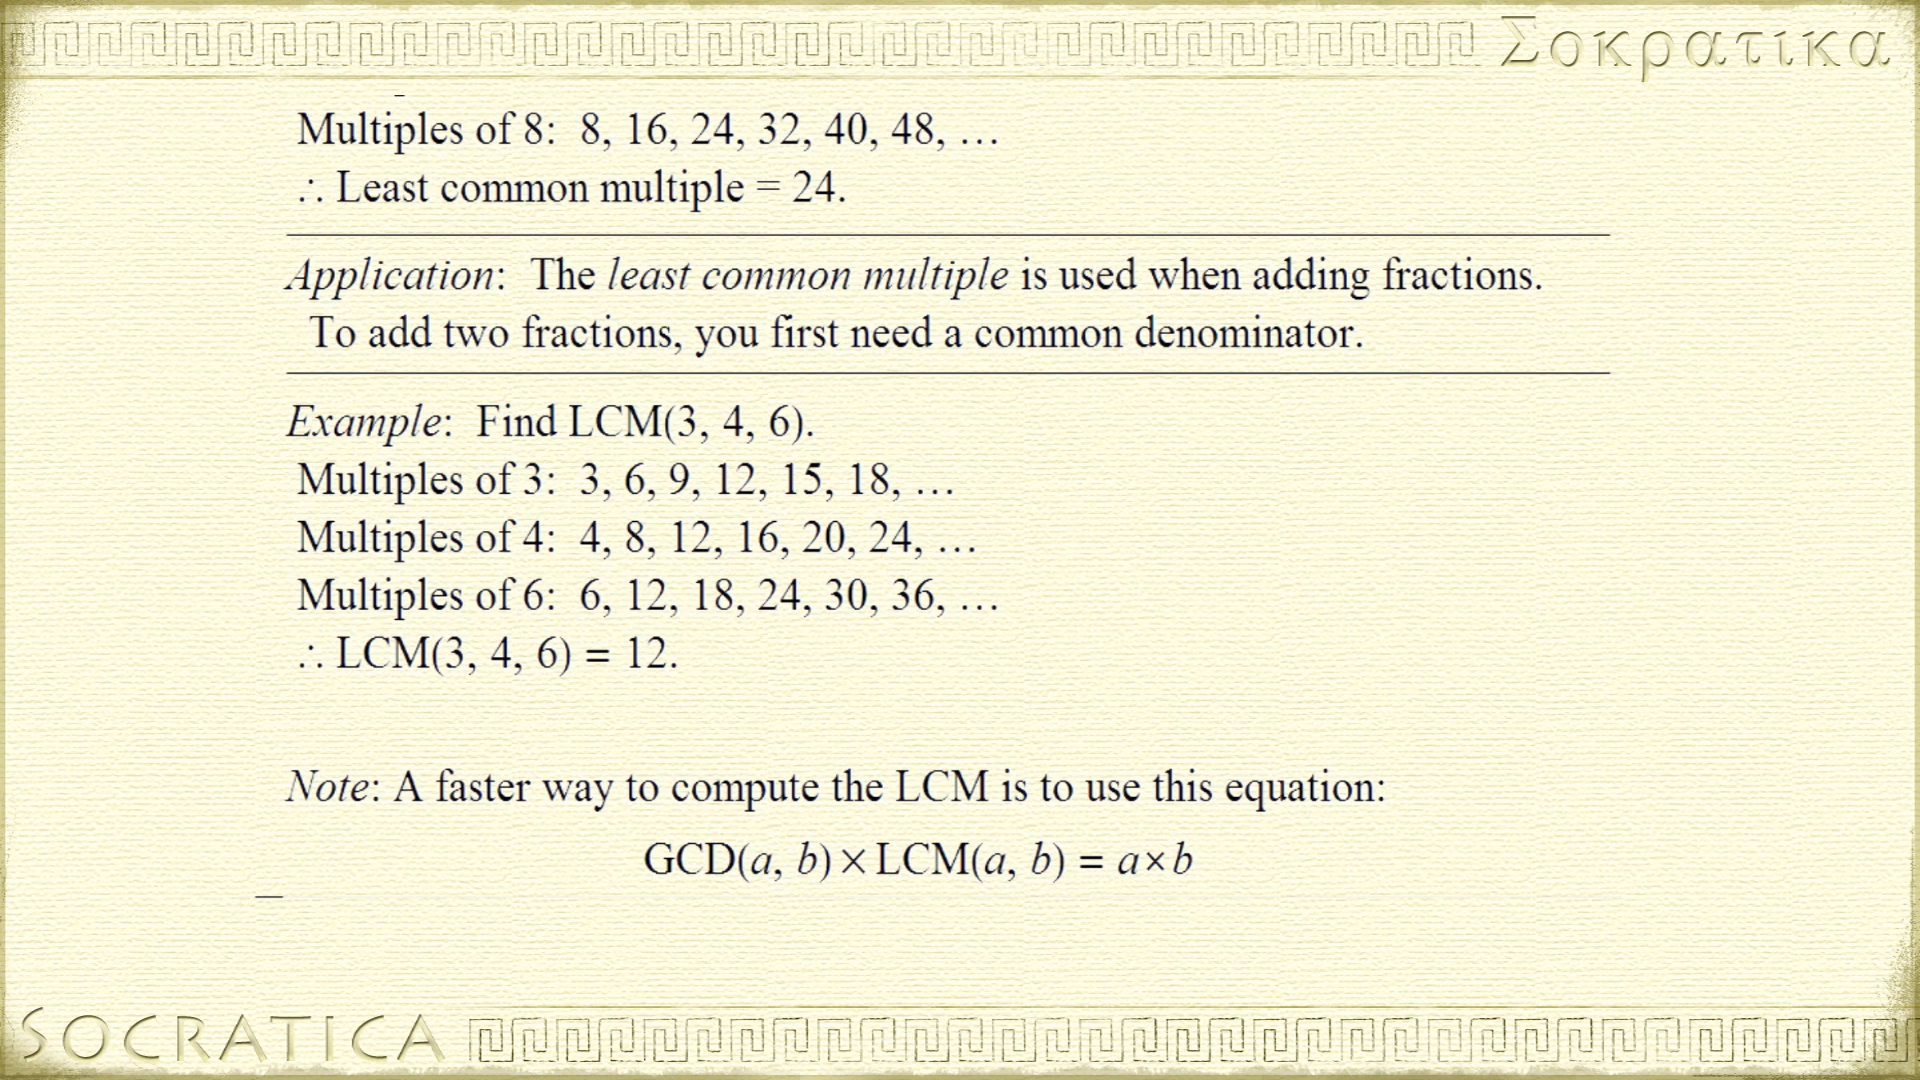 Σοκρατικα
Multiples of 8: 8, 16, 24, 32, 40, 48, …
∴ Least common multiple = 24.
Application: The least common multiple is used when adding fractions.
To add two fractions, you first need a common denominator.
Example: Find LCM(3, 4, 6).
Multiples of 3: 3, 6, 9, 12, 15, 18, …
Multiples of 4: 4, 8, 12, 16, 20, 24, …
Multiples of 6: 6, 12, 18, 24, 30, 36, …
∴ LCM(3, 4, 6) = 12.
Note: A faster way to compute the LCM is to use this equation:
GCD(a, b) × LCM(a, b) = a×b
SOCRATICA